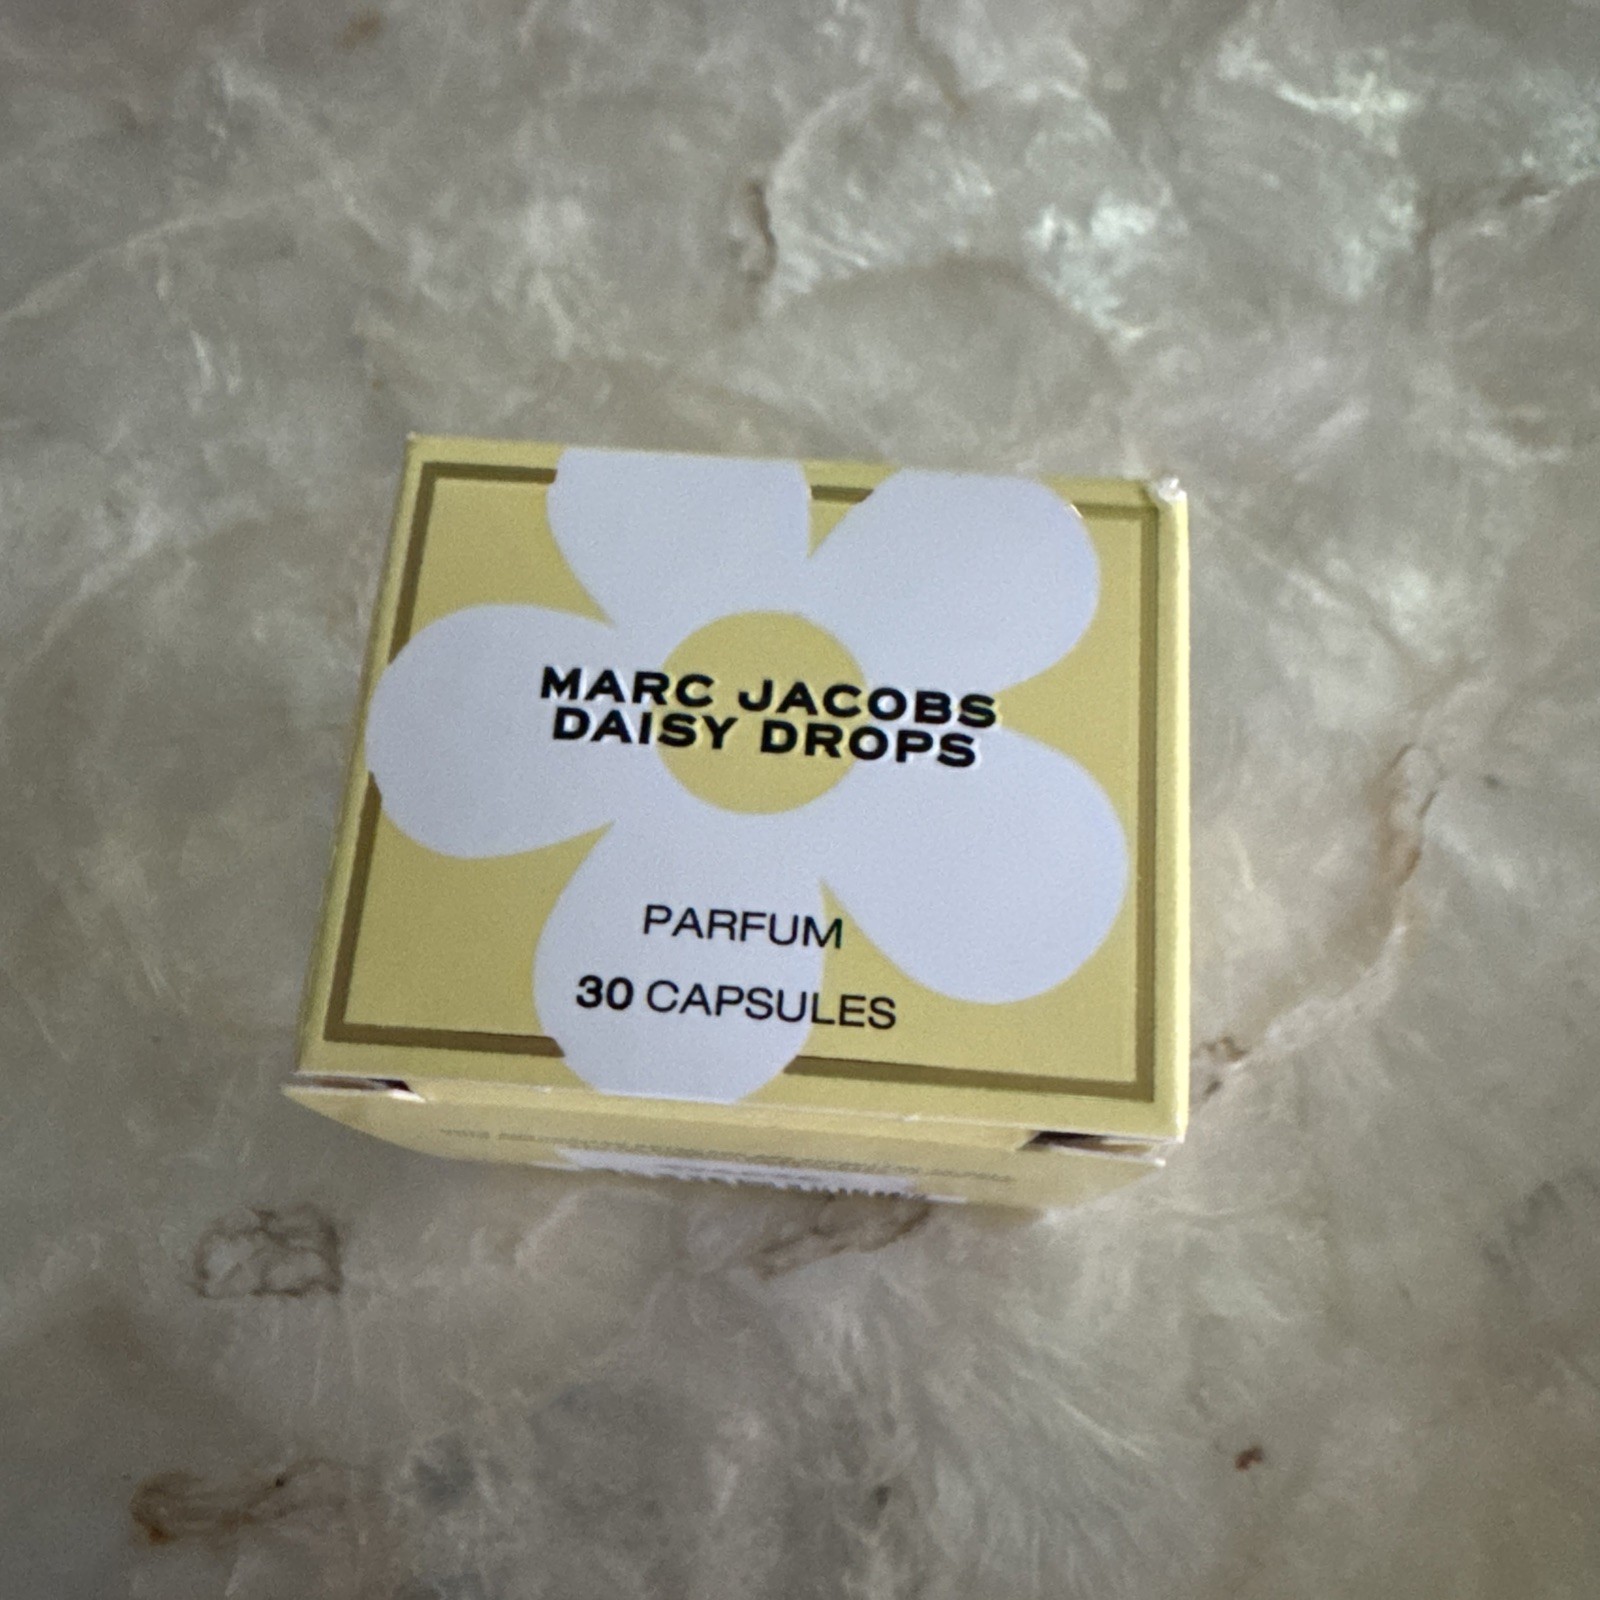 MARC JACOBS
DAISY DROPS
PARFUM
30 CAPSULES